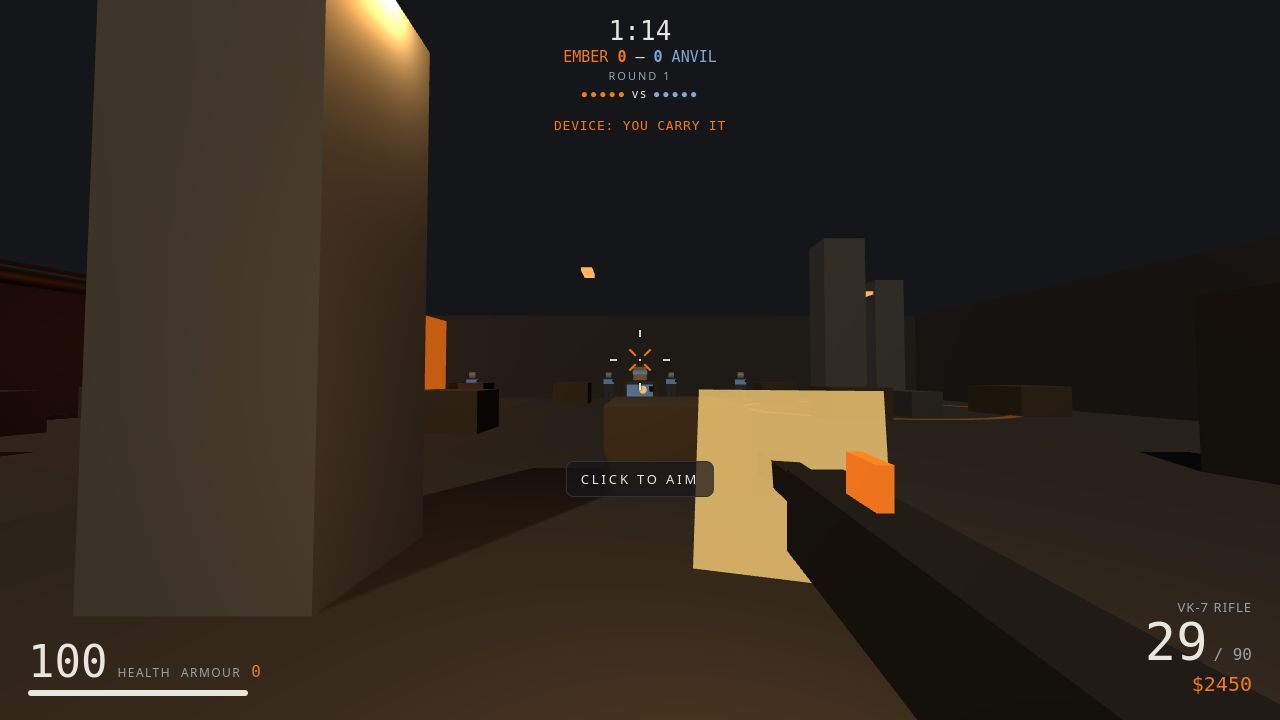 1:14
EMBER 0 — 0 ANVIL
ROUND 1
VS
DEVICE: YOU CARRY IT
CLICK TO AIM
VK-7 RIFLE
29 / 90
$2450
100 HEALTH ARMOUR 0